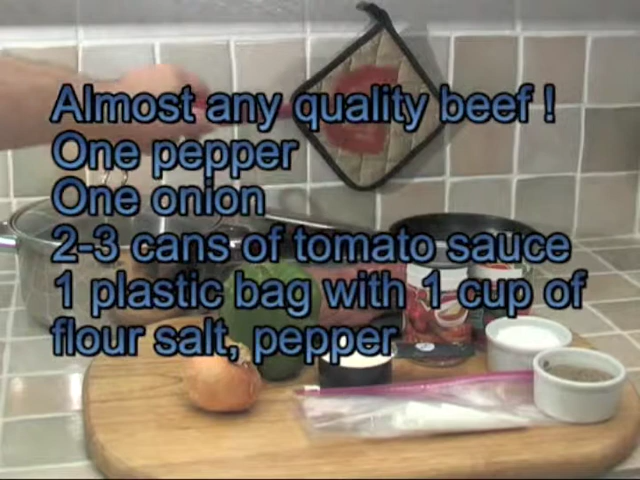 Almost any quality beef !
One pepper
One onion
2-3 cans of tomato sauce
1 plastic bag with 1 cup of
flour salt, pepper